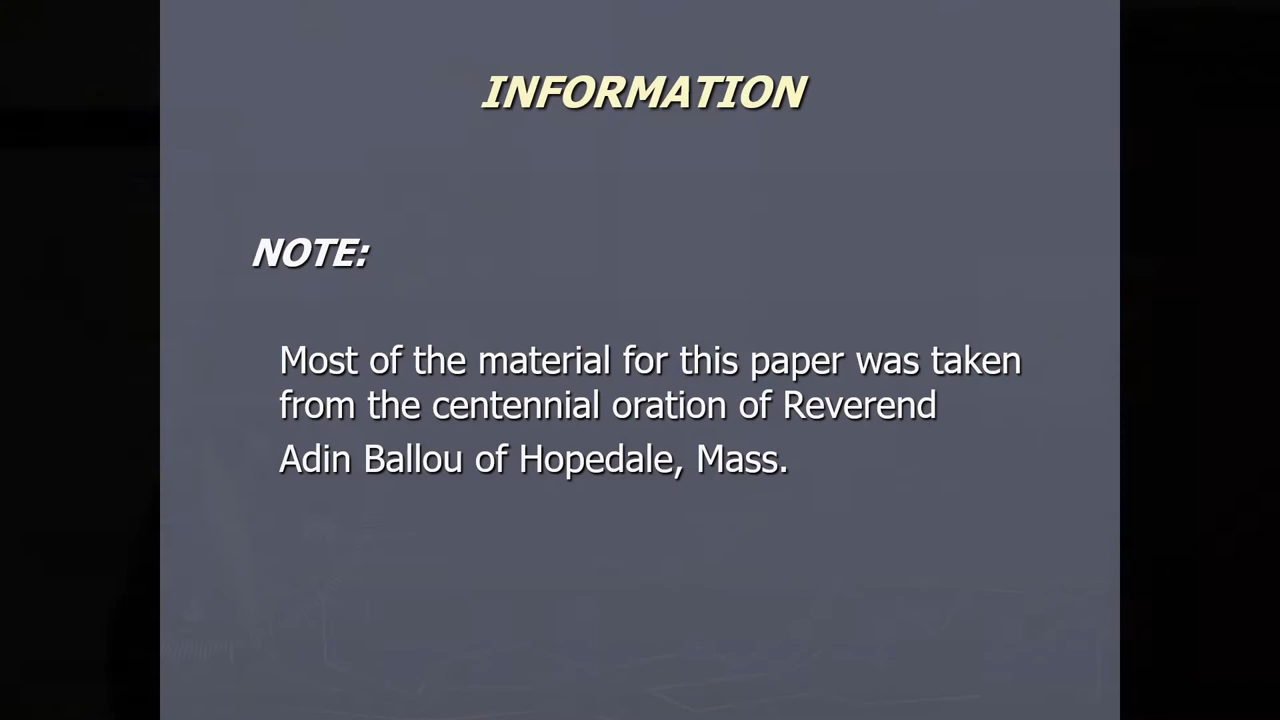 INFORMATION
NOTE:
Most of the material for this paper was taken
from the centennial oration of Reverend
Adin Ballou of Hopedale, Mass.